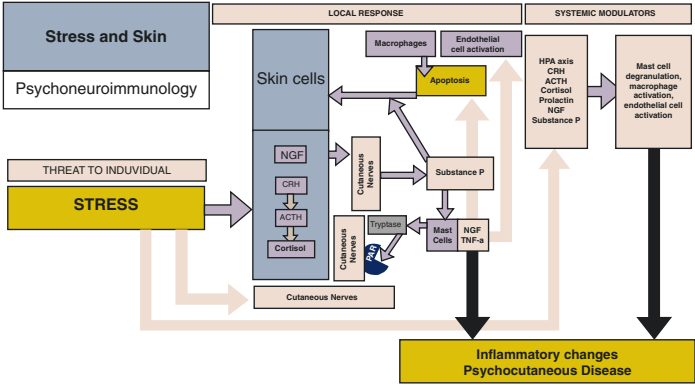 Stress and Skin
Psychoneuroimmunology
LOCAL RESPONSE
SYSTEMIC MODULATORS
Macrophages
Endothelial
cell activation
Apoptosis
Skin cells
NGF
CRH
ACTH
Cortisol
Cutaneous
Nerves
Substance P
Tryptase
Mast
Cells
NGF
TNF-a
Cutaneous
Nerves
PAR
HPA axis
CRH
ACTH
Cortisol
Prolactin
NGF
Substance P
Mast cell
degranulation,
macrophage
activation,
endothelial cell
activation
THREAT TO INDUVIDUAL
STRESS
Cutaneous Nerves
Inflammatory changes
Psychocutaneous Disease